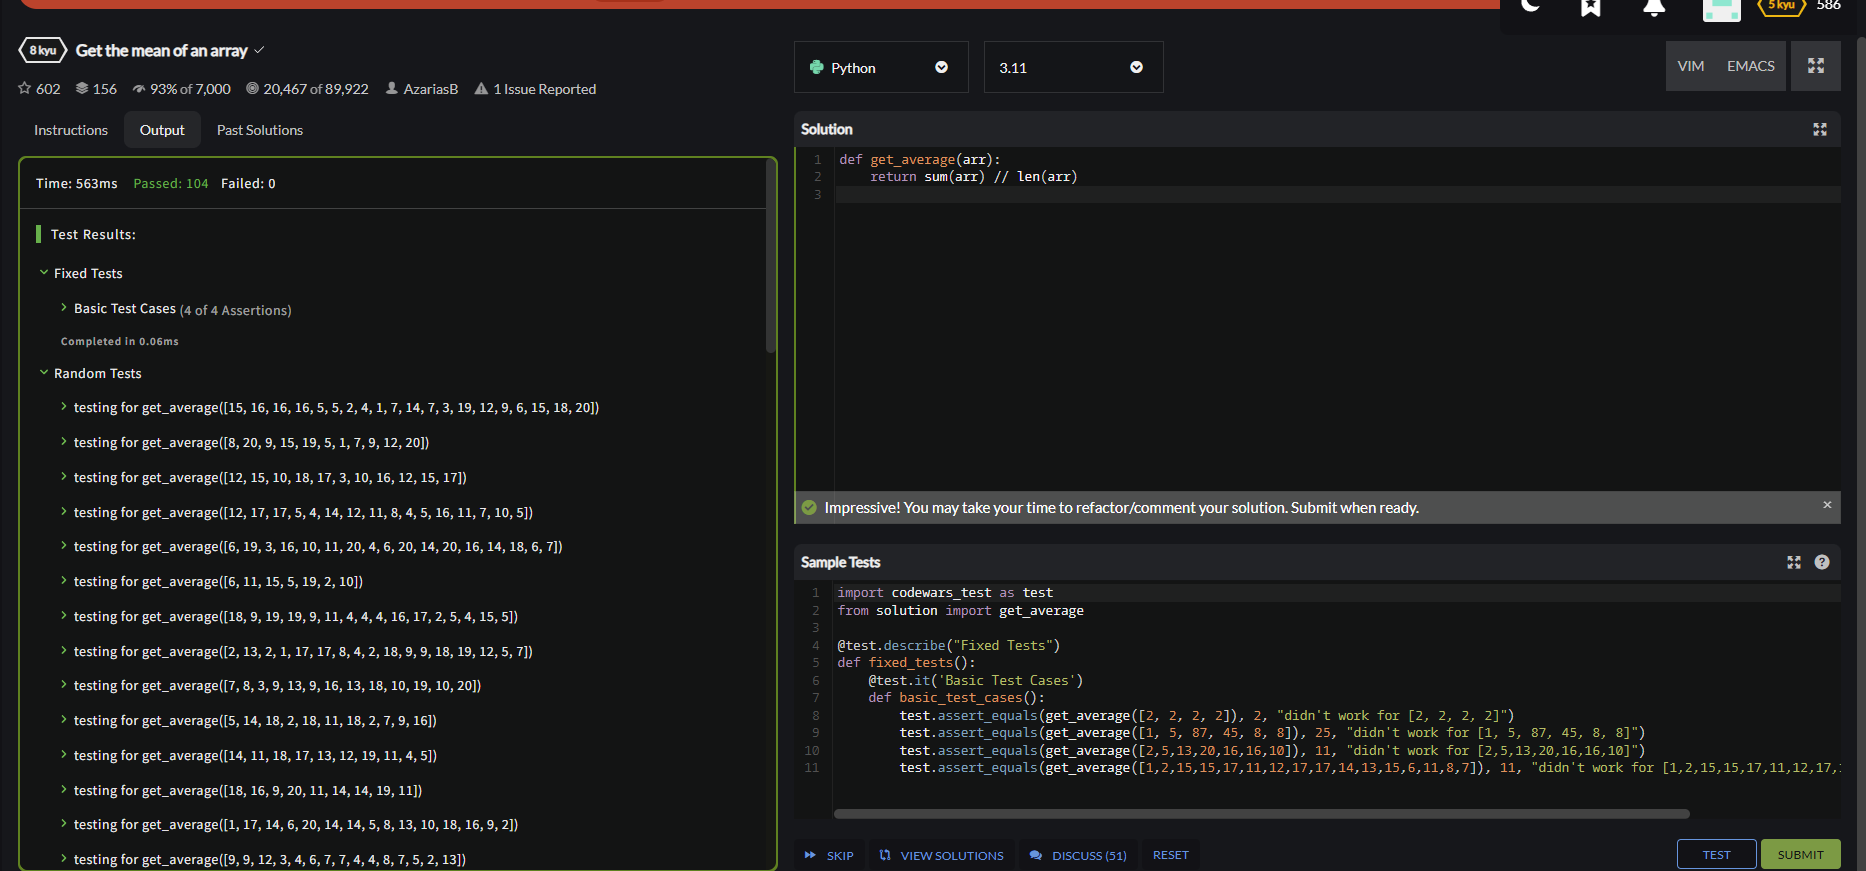 5 kyu
586
8 kyu Get the mean of an array
602 156 93% of 7,000 20,467 of 89,922 AzariasB 1 Issue Reported
Instructions Output Past Solutions
Time: 563ms Passed: 104 Failed: 0
Test Results:
Fixed Tests
Basic Test Cases (4 of 4 Assertions)
Completed in 0.06ms
Random Tests
testing for get_average([15, 16, 16, 16, 5, 5, 2, 4, 1, 7, 14, 7, 3, 19, 12, 9, 6, 15, 18, 20])
testing for get_average([8, 20, 9, 15, 19, 5, 1, 7, 9, 12, 20])
testing for get_average([12, 15, 10, 18, 17, 3, 10, 16, 12, 15, 17])
testing for get_average([12, 17, 17, 5, 4, 14, 12, 11, 8, 4, 5, 16, 11, 7, 10, 5])
testing for get_average([6, 19, 3, 16, 10, 11, 20, 4, 6, 20, 14, 20, 16, 14, 18, 6, 7])
testing for get_average([6, 11, 15, 5, 19, 2, 10])
testing for get_average([18, 9, 19, 19, 9, 11, 4, 4, 4, 16, 17, 2, 5, 4, 15, 5])
testing for get_average([2, 13, 2, 1, 17, 17, 8, 4, 2, 18, 9, 9, 18, 19, 12, 5, 7])
testing for get_average([7, 8, 3, 9, 13, 9, 16, 13, 18, 10, 19, 10, 20])
testing for get_average([5, 14, 18, 2, 18, 11, 18, 2, 7, 9, 16])
testing for get_average([14, 11, 18, 17, 13, 12, 19, 11, 4, 5])
testing for get_average([18, 16, 9, 20, 11, 14, 14, 19, 11])
testing for get_average([1, 17, 14, 6, 20, 14, 14, 5, 8, 13, 10, 18, 16, 9, 2])
testing for get_average([9, 9, 12, 3, 4, 6, 7, 7, 4, 4, 8, 7, 5, 2, 13])
Python
3.11
VIM EMACS
Solution
1 def get_average(arr):
2 return sum(arr) // len(arr)
3
Impressive! You may take your time to refactor/comment your solution. Submit when ready.
Sample Tests
1 import codewars_test as test
2 from solution import get_average
3
4 @test.describe("Fixed Tests")
5 def fixed_tests():
6 @test.it('Basic Test Cases')
7 def basic_test_cases():
8 test.assert_equals(get_average([2, 2, 2, 2]), 2, "didn't work for [2, 2, 2, 2]")
9 test.assert_equals(get_average([1, 5, 87, 45, 8, 8]), 25, "didn't work for [1, 5, 87, 45, 8, 8]")
10 test.assert_equals(get_average([2,5,13,20,16,16,10]), 11, "didn't work for [2,5,13,20,16,16,10]")
11 test.assert_equals(get_average([1,2,15,15,17,11,12,17,17,14,13,15,6,11,8,7]), 11, "didn't work for [1,2,15,15,17,11,12,17,
SKIP VIEW SOLUTIONS DISCUSS (51) RESET TEST SUBMIT